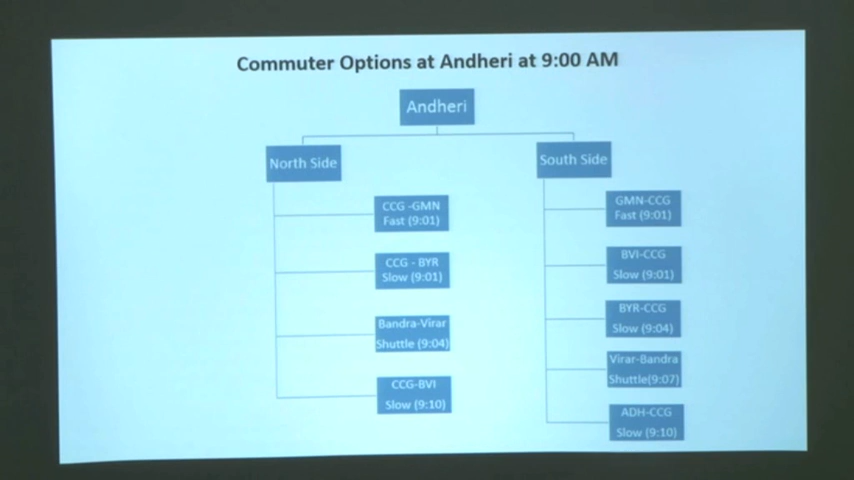 Commuter Options at Andheri at 9:00 AM
Andheri
North Side
South Side
CCG -GMN
Fast (9:01)
CCG - BYR
Slow (9:01)
Bandra-Virar
Shuttle (9:04)
CCG-BVI
Slow (9:10)
GMN-CCG
Fast (9:01)
BVI-CCG
Slow (9:01)
BYR-CCG
Slow (9:04)
Virar-Bandra
Shuttle(9:07)
ADH-CCG
Slow (9:10)